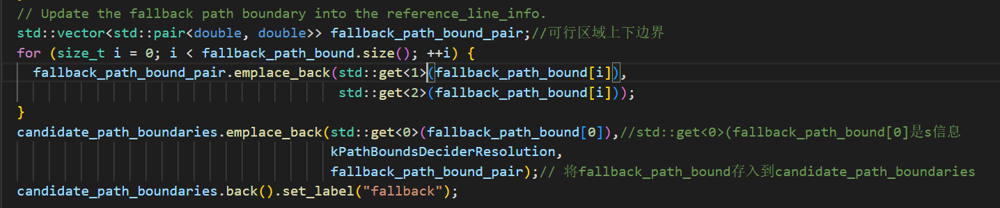 // Update the fallback path boundary into the reference_line_info.
std::vector<std::pair<double, double>> fallback_path_bound_pair;//可行区域上下边界
for (size_t i = 0; i < fallback_path_bound.size(); ++i) {
  fallback_path_bound_pair.emplace_back(std::get<1>(fallback_path_bound[i]),
                                        std::get<2>(fallback_path_bound[i]));
}
candidate_path_boundaries.emplace_back(std::get<0>(fallback_path_bound[0]),//std::get<0>(fallback_path_bound[0]是s信息
                                       kPathBoundsDeciderResolution,
                                       fallback_path_bound_pair);// 将fallback_path_bound存入到candidate_path_boundaries
candidate_path_boundaries.back().set_label("fallback");